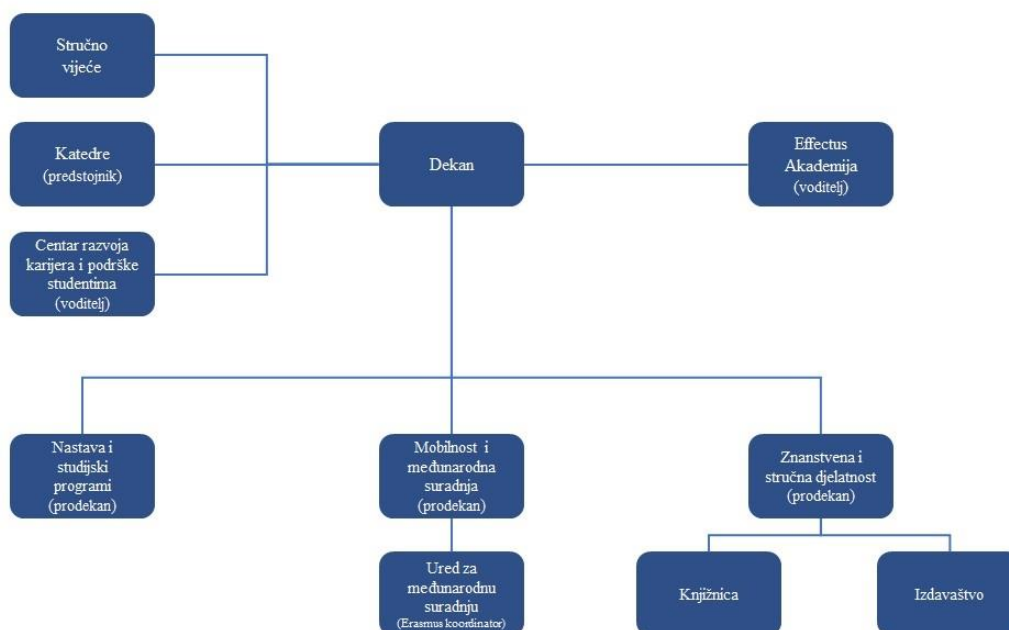 Stručno
vijeće
Katedre
(predstojnik)
Dekan
Effectus
Akademija
(voditelj)
Centar razvoja
karijera i podrške
studentima
(voditelj)
Nastava i
studijski
programi
(prodekan)
Mobilnost i
međunarodna
suradnja
(prodekan)
Znanstvena i
stručna djelatnost
(prodekan)
Ured za
međunarodnu
suradnju
(Erasmus koordinator)
Knjižnica
Izdavaštvo